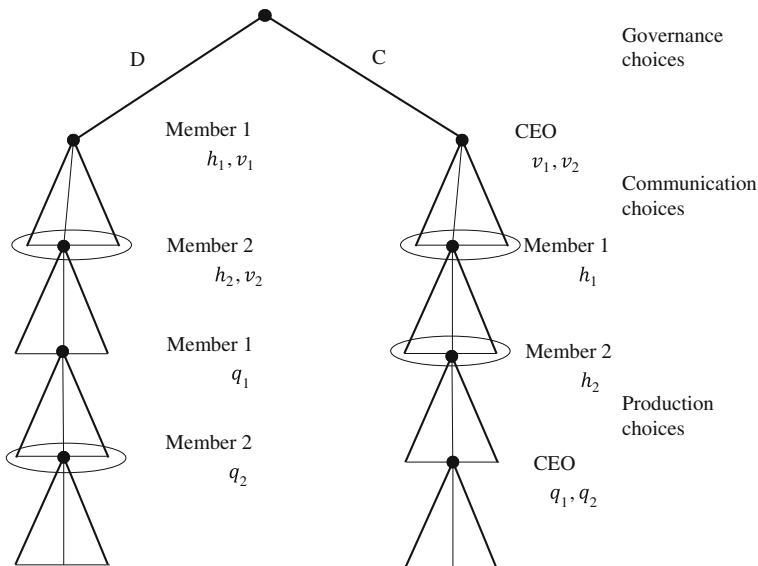 Governance
choices
D
C
Member 1
h₁, v₁
CEO
v₁, v₂
Communication
choices
Member 2
h₂, v₂
Member 1
h₁
Member 1
q₁
Member 2
h₂
Production
choices
Member 2
q₂
CEO
q₁, q₂